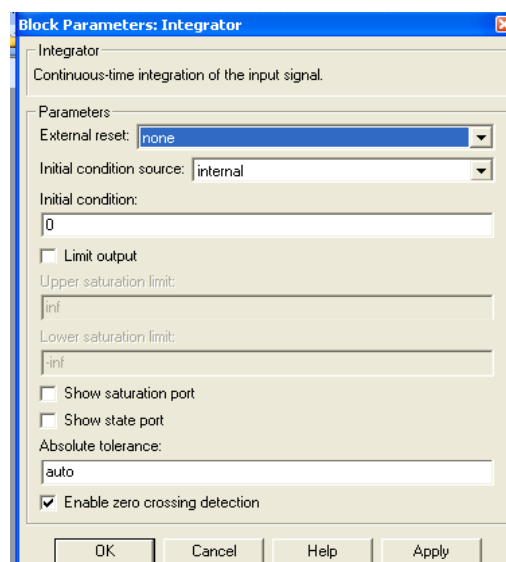 Block Parameters: Integrator
Integrator
Continuous-time integration of the input signal.
Parameters
External reset: none
Initial condition source: internal
Initial condition:
0
Limit output
Upper saturation limit:
inf
Lower saturation limit:
-inf
Show saturation port
Show state port
Absolute tolerance:
auto
Enable zero crossing detection
OK Cancel Help Apply